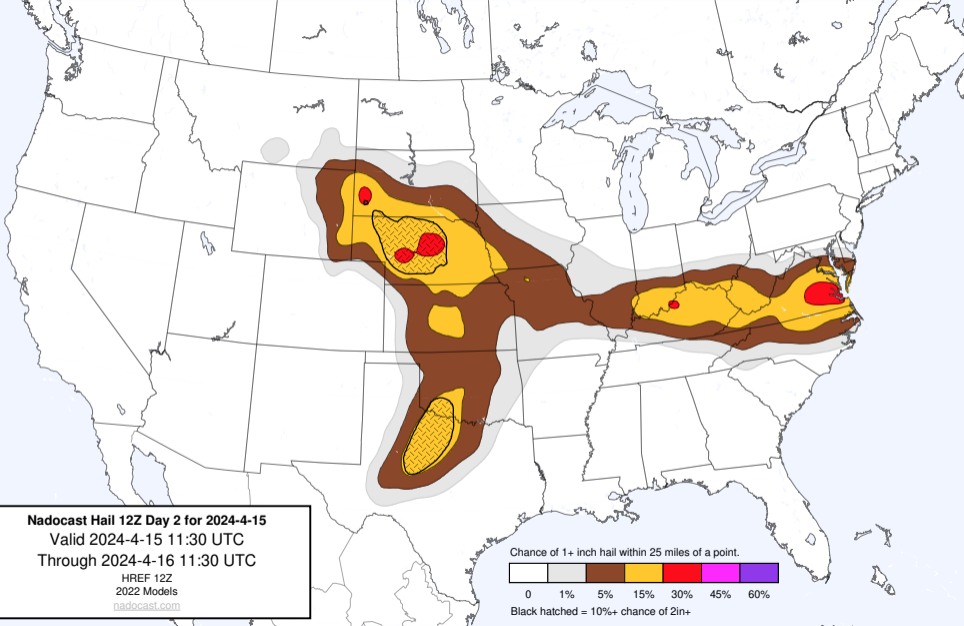 Nadocast Hail 12Z Day 2 for 2024-4-15
Valid 2024-4-15 11:30 UTC
Through 2024-4-16 11:30 UTC
HREF 12Z
2022 Models
nadocast.com
Chance of 1+ inch hail within 25 miles of a point.
0 1% 5% 15% 30% 45% 60%
Black hatched = 10%+ chance of 2in+